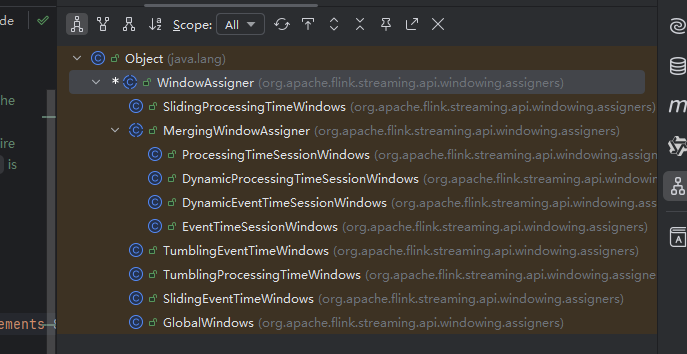 de
Scope: All
Object (java.lang)
* WindowAssigner (org.apache.flink.streaming.api.windowing.assigners)
he
SlidingProcessingTimeWindows (org.apache.flink.streaming.api.windowing.assigners)
MergingWindowAssigner (org.apache.flink.streaming.api.windowing.assigners)
ire
ProcessingTimeSessionWindows (org.apache.flink.streaming.api.windowing.assign
is
DynamicProcessingTimeSessionWindows (org.apache.flink.streaming.api.windowing
DynamicEventTimeSessionWindows (org.apache.flink.streaming.api.windowing.ass
EventTimeSessionWindows (org.apache.flink.streaming.api.windowing.assigners)
TumblingEventTimeWindows (org.apache.flink.streaming.api.windowing.assigners)
TumblingProcessingTimeWindows (org.apache.flink.streaming.api.windowing.assigne
SlidingEventTimeWindows (org.apache.flink.streaming.api.windowing.assigners)
ements
GlobalWindows (org.apache.flink.streaming.api.windowing.assigners)